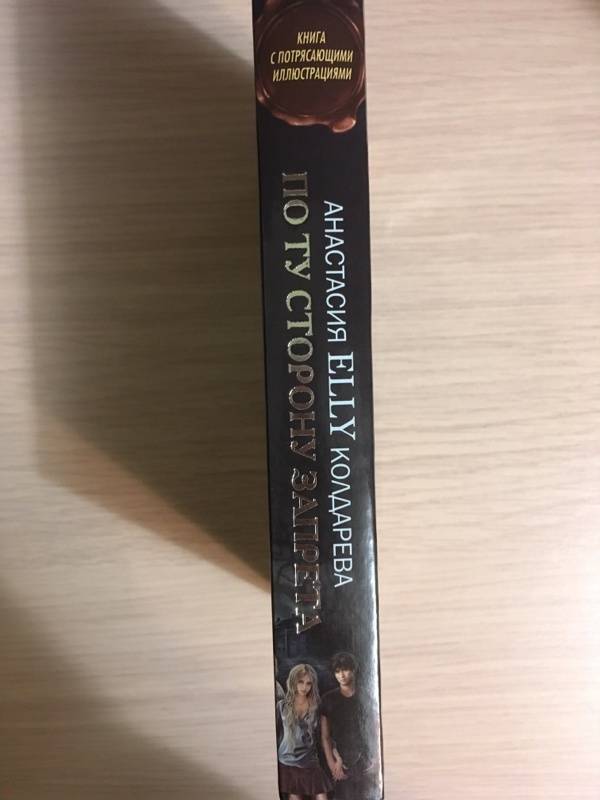 КНИГА
С ПОТРЯСАЮЩИМИ
ИЛЛЮСТРАЦИЯМИ
АНАСТАСИЯ ELLY КОЛДАРЕВА
ПО ТУ СТОРОНУ ЗАПРЕТА